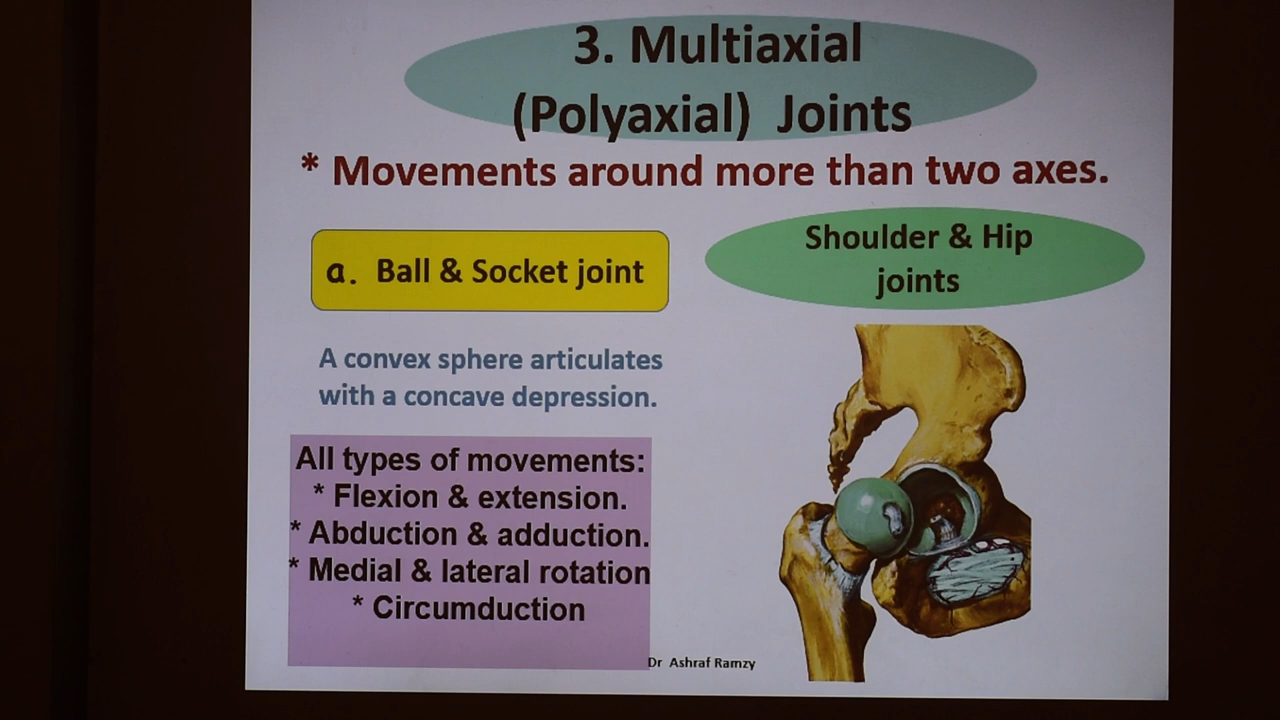 3. Multiaxial
(Polyaxial) Joints
* Movements around more than two axes.
a. Ball & Socket joint
Shoulder & Hip
joints
A convex sphere articulates
with a concave depression.
All types of movements:
* Flexion & extension.
* Abduction & adduction.
* Medial & lateral rotation
* Circumduction
Dr Ashraf Ramzy